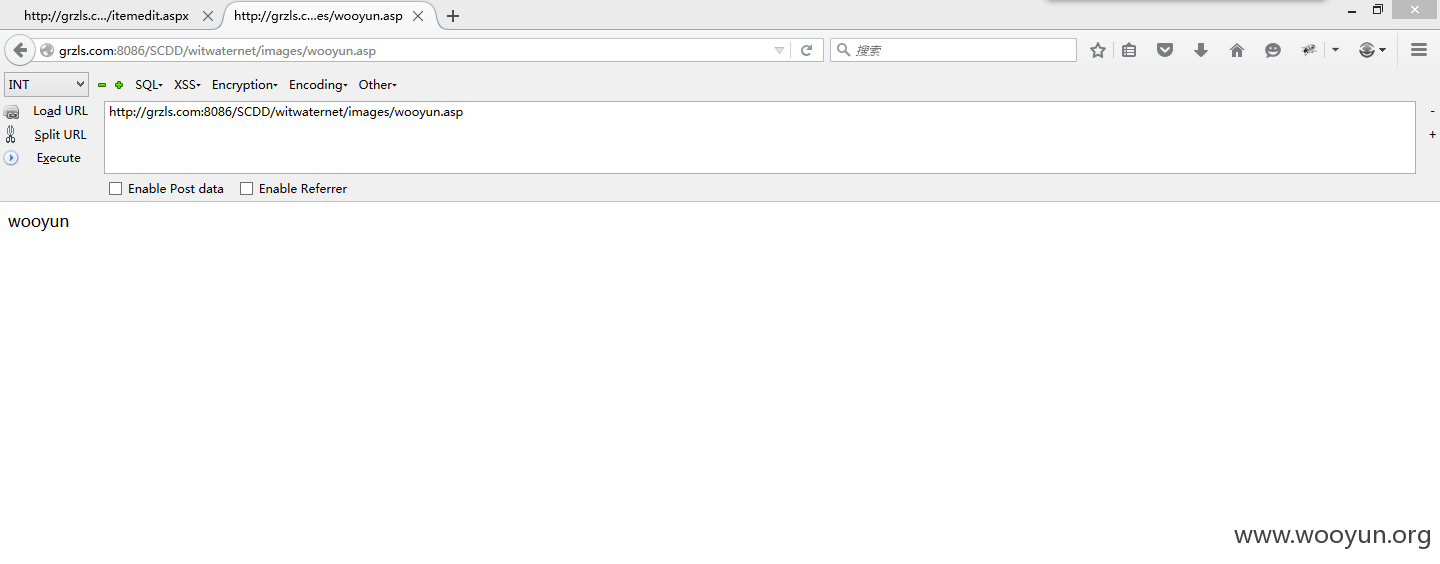 http://grzls.c.../itemedit.aspx
http://grzls.c...es/wooyun.asp
grzls.com:8086/SCDD/witwaternet/images/wooyun.asp
搜索
INT
SQL
XSS
Encryption
Encoding
Other
Load URL
http://grzls.com:8086/SCDD/witwaternet/images/wooyun.asp
Split URL
Execute
Enable Post data
Enable Referrer
wooyun
www.wooyun.org